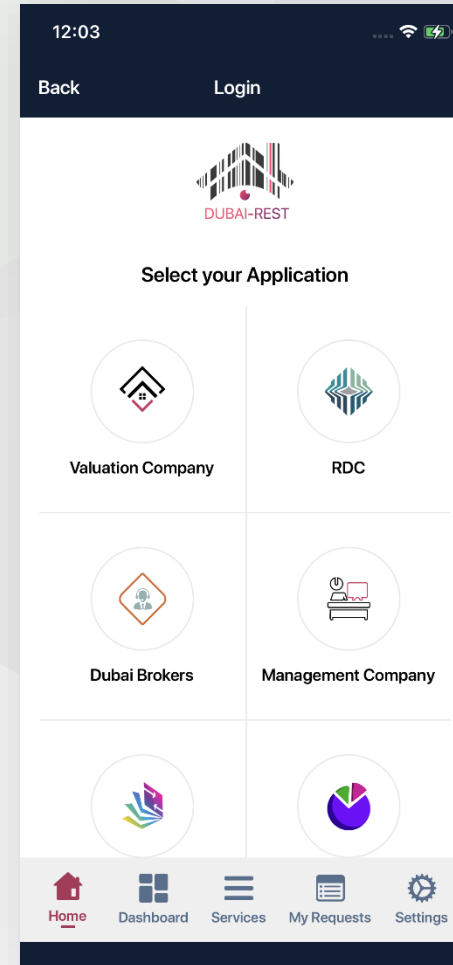 12:03
Back Login
DUBAI-REST
Select your Application
Valuation Company RDC
Dubai Brokers Management Company
Home Dashboard Services My Requests Settings